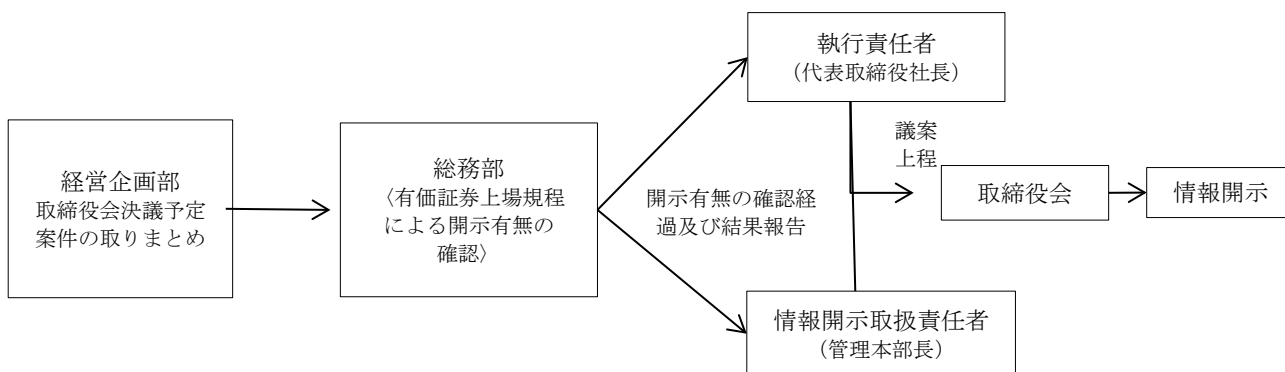 経営企画部
取締役会決議予定
案件の取りまとめ
総務部
〈有価証券上場規程
による開示有無の
確認〉
執行責任者
（代表取締役社長）
開示有無の確認経
過及び結果報告
情報開示取扱責任者
（管理本部長）
議案
上程
取締役会
情報開示